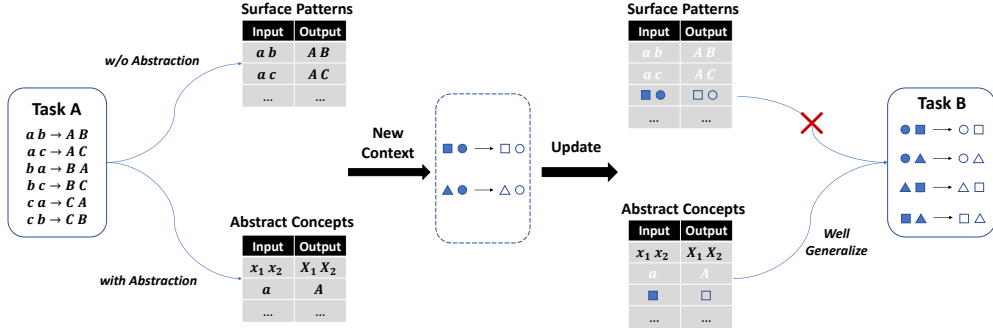 Surface Patterns
Input Output
a b A B
a c A C
... ...
w/o Abstraction
Task A
a b → A B
a c → A C
b a → B A
b c → B C
c a → C A
c b → C B
with Abstraction
Abstract Concepts
Input Output
x₁ x₂ X₁ X₂
a A
... ...
New
Context
Update
Surface Patterns
Input Output
a b A B
a c A C
... ...
Abstract Concepts
Input Output
x₁ x₂ X₁ X₂
a A
... ...
Well
Generalize
Task B